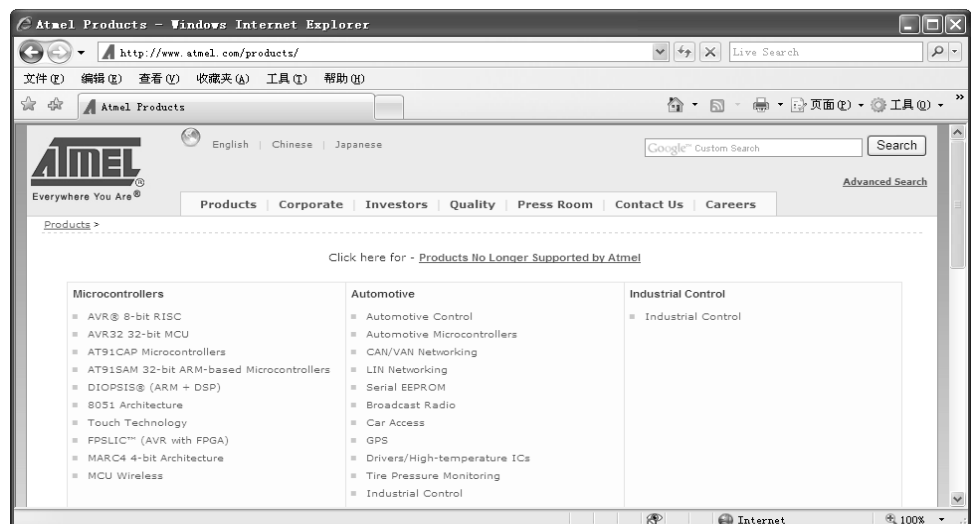 Atmel Products - Windows Internet Explorer
http://www.atmel.com/products/
Live Search
文件(F) 编辑(E) 查看(V) 收藏夹(A) 工具(T) 帮助(H)
Atmel Products
页面(P) 工具(O) »
ATMEL®
Everywhere You Are®
English | Chinese | Japanese
Google™ Custom Search
Search
Advanced Search
Products | Corporate | Investors | Quality | Press Room | Contact Us | Careers
Products >
Click here for - Products No Longer Supported by Atmel
Microcontrollers
AVR® 8-bit RISC
AVR32 32-bit MCU
AT91CAP Microcontrollers
AT91SAM 32-bit ARM-based Microcontrollers
DIOPSIS® (ARM + DSP)
8051 Architecture
Touch Technology
FPSLIC™ (AVR with FPGA)
MARC4 4-bit Architecture
MCU Wireless
Automotive
Automotive Control
Automotive Microcontrollers
CAN/VAN Networking
LIN Networking
Serial EEPROM
Broadcast Radio
Car Access
GPS
Drivers/High-temperature ICs
Tire Pressure Monitoring
Industrial Control
Industrial Control
Industrial Control
Internet
100%